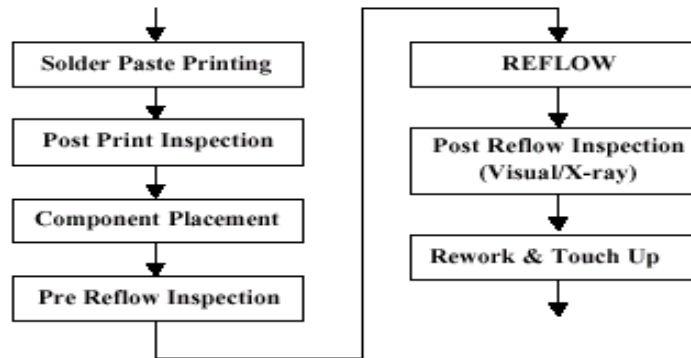 Solder Paste Printing
Post Print Inspection
Component Placement
Pre Reflow Inspection
REFLOW
Post Reflow Inspection
(Visual/X-ray)
Rework & Touch Up